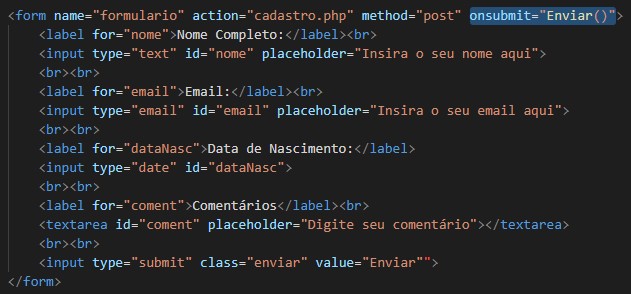 <form name="formulario" action="cadastro.php" method="post" onsubmit="Enviar()">
<label for="nome">Nome Completo:</label><br>
<input type="text" id="nome" placeholder="Insira o seu nome aqui">
<br><br>
<label for="email">Email:</label><br>
<input type="email" id="email" placeholder="Insira o seu email aqui">
<br><br>
<label for="dataNasc">Data de Nascimento:</label>
<input type="date" id="dataNasc">
<br><br>
<label for="coment">Comentários</label><br>
<textarea id="coment" placeholder="Digite seu comentário"></textarea>
<br><br>
<input type="submit" class="enviar" value="Enviar"">
</form>